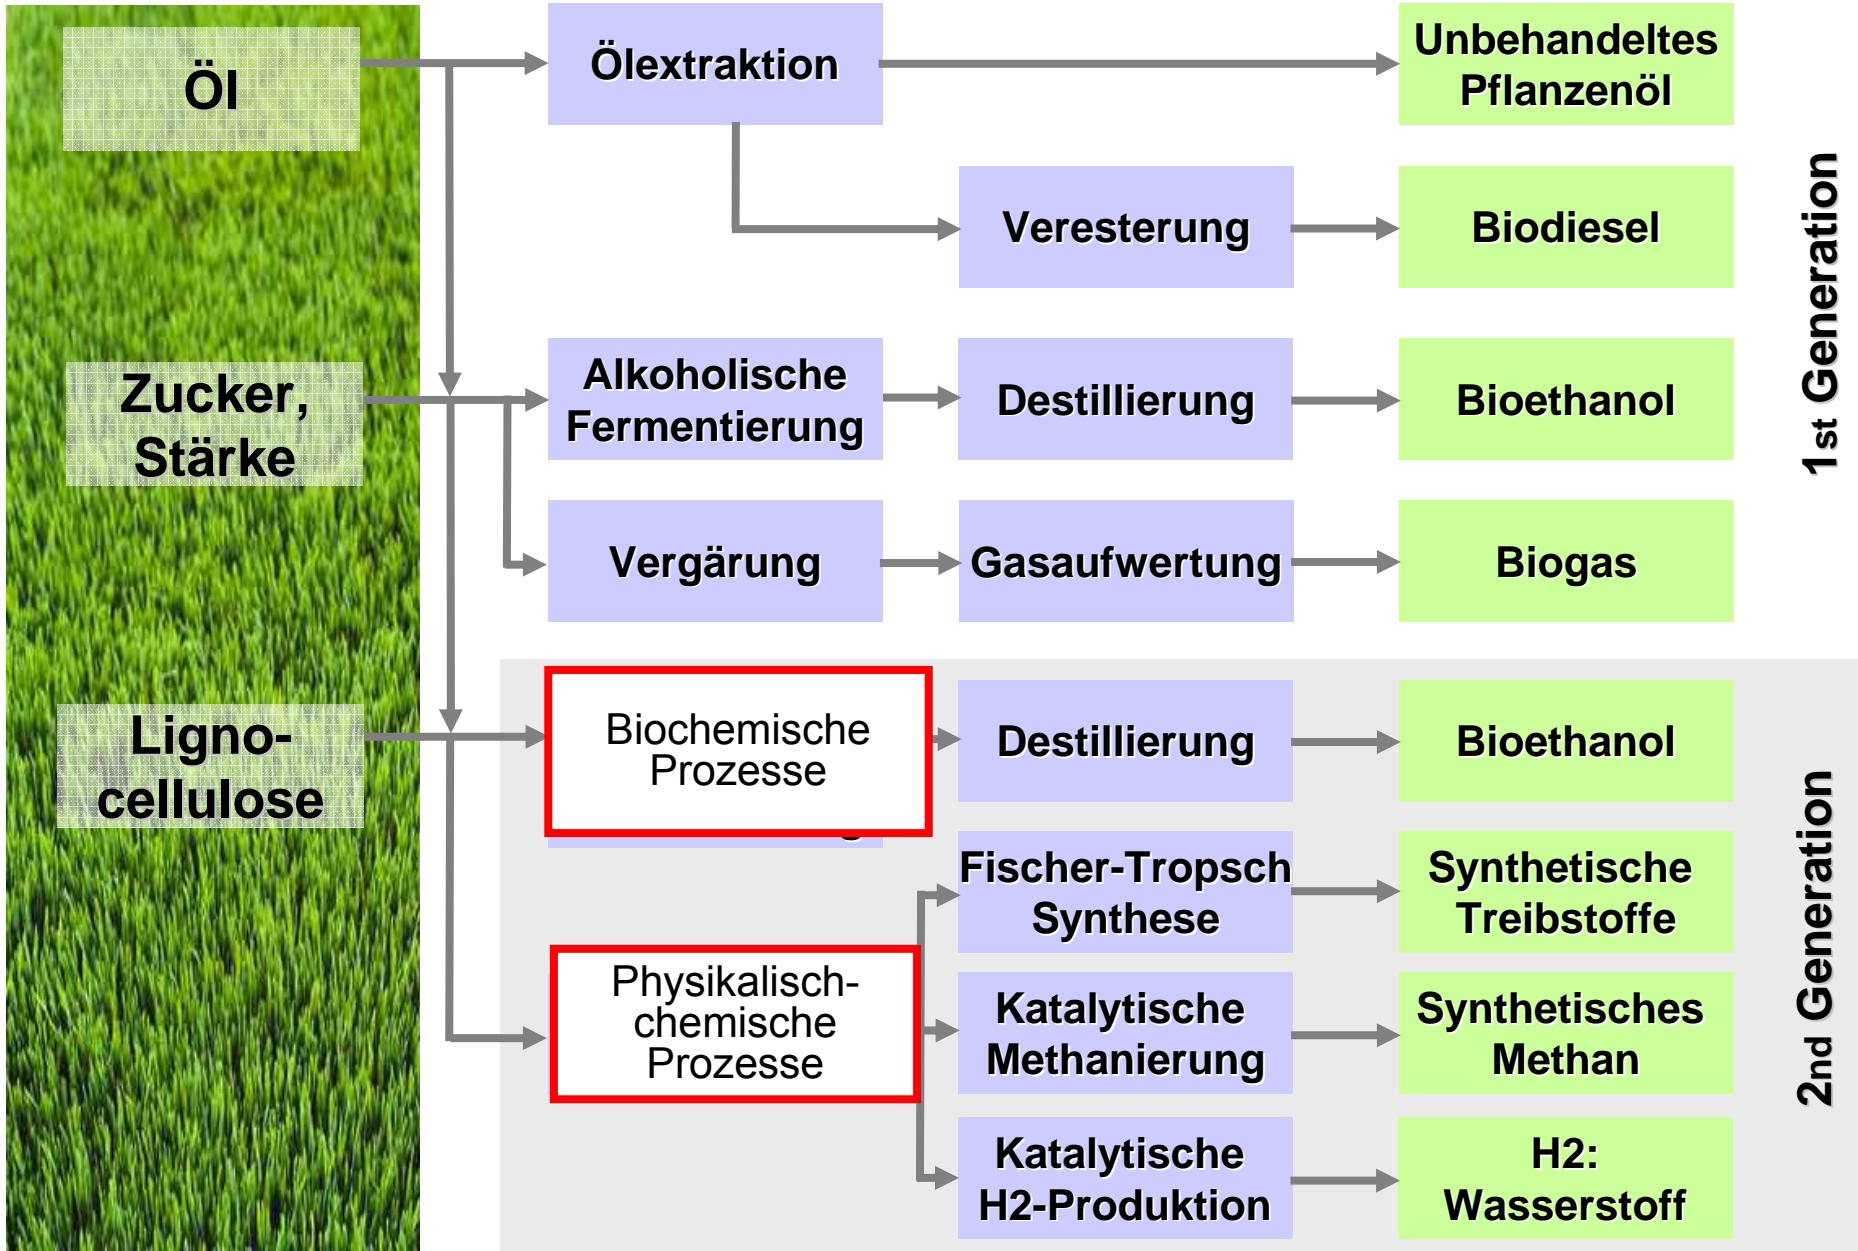 Öl
Ölextraktion
Unbehandeltes
Pflanzenöl
Veresterung
Biodiesel
Zucker,
Stärke
Alkoholische
Fermentierung
Destillierung
Bioethanol
Vergärung
Gasaufwertung
Biogas
1st Generation
Ligno-
cellulose
Biochemische
Prozesse
Destillierung
Bioethanol
Fischer-Tropsch
Synthese
Synthetische
Treibstoffe
Physikalisch-
chemische
Prozesse
Katalytische
Methanierung
Synthetisches
Methan
Katalytische
H2-Produktion
H2:
Wasserstoff
2nd Generation